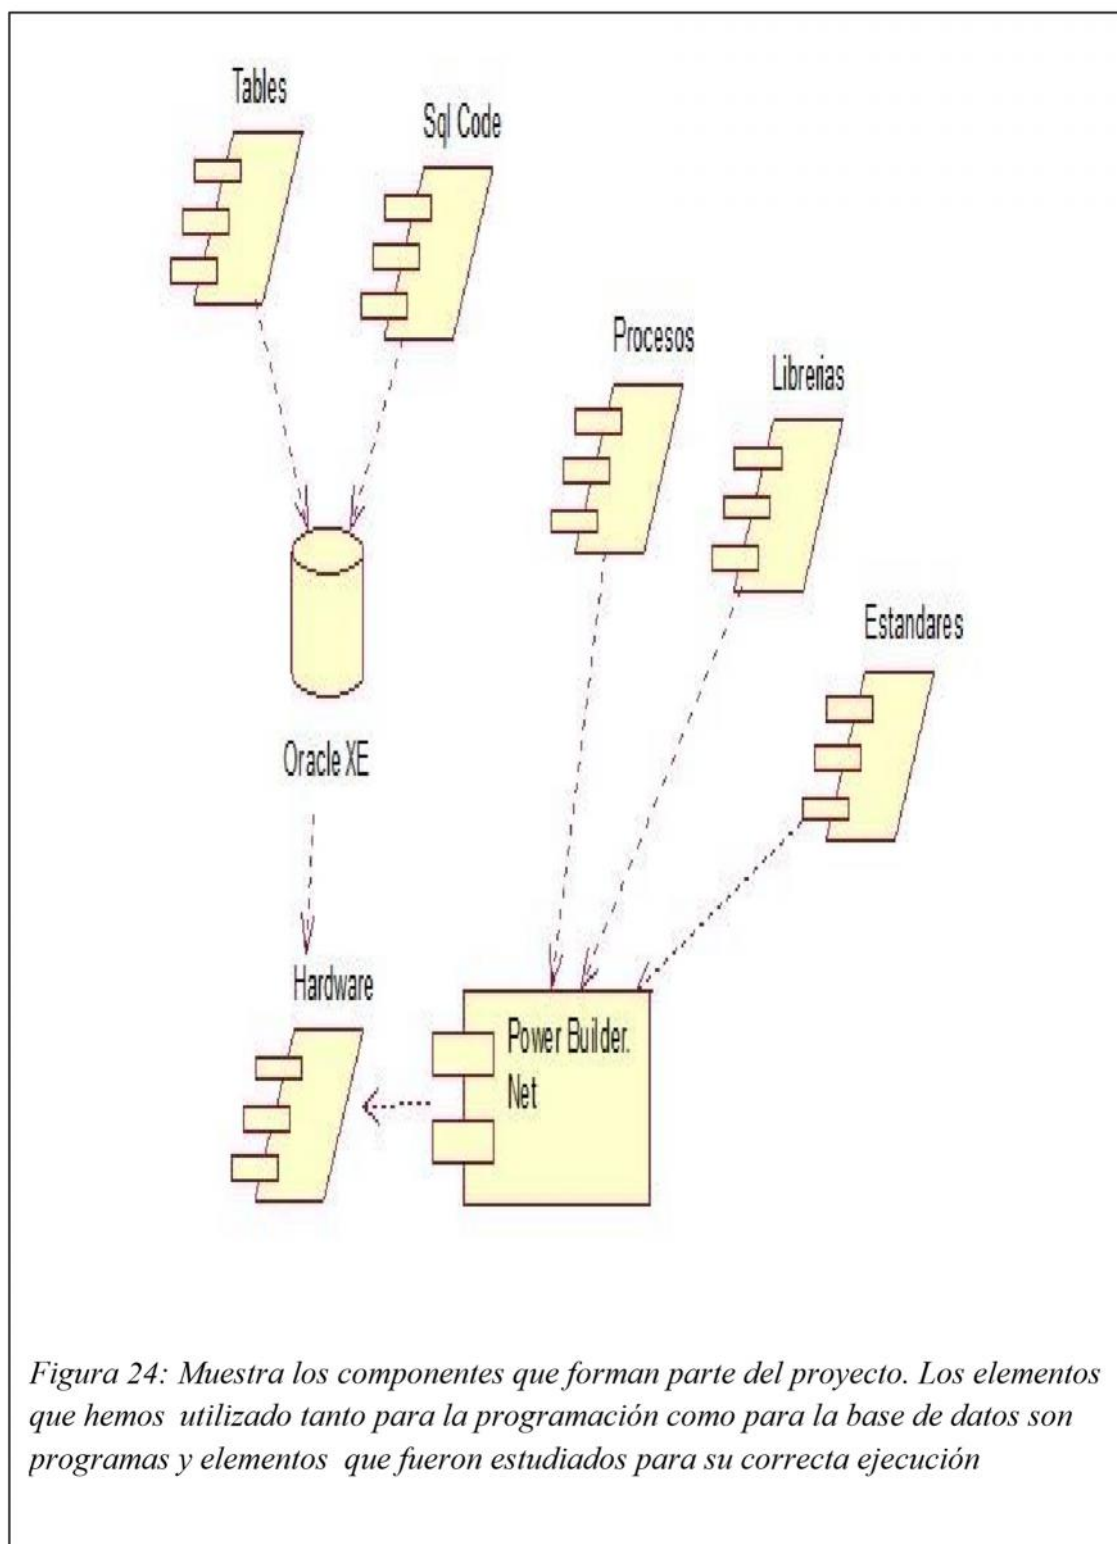 Tables
Sql Code
Procesos
Librerias
Estandares
Oracle XE
Hardware
Power Builder.
Net
Figura 24: Muestra los componentes que forman parte del proyecto. Los elementos
que hemos utilizado tanto para la programación como para la base de datos son
programas y elementos que fueron estudiados para su correcta ejecución